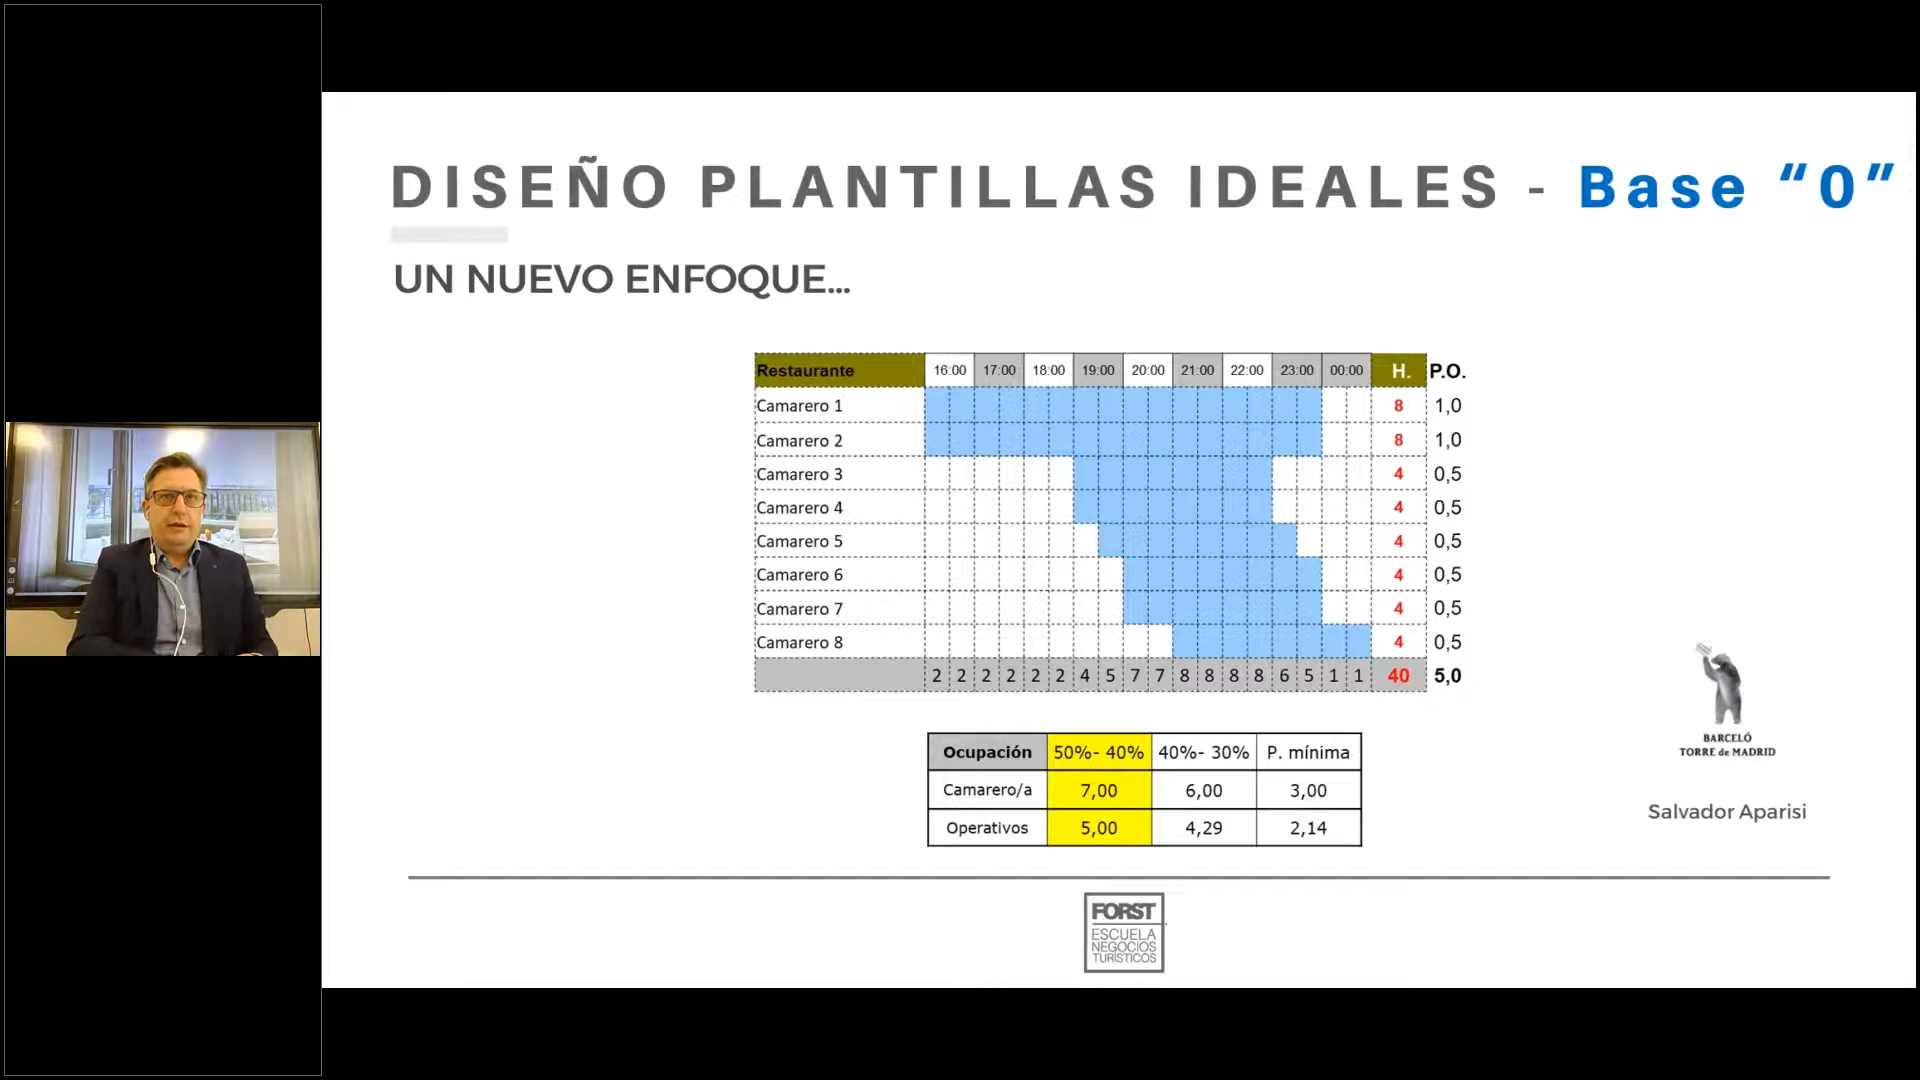 DISEÑO PLANTILLAS IDEALES - Base “0”
UN NUEVO ENFOQUE...
Restaurante 16:00 17:00 18:00 19:00 20:00 21:00 22:00 23:00 00:00 H. P.O.
Camarero 1 8 1,0
Camarero 2 8 1,0
Camarero 3 4 0,5
Camarero 4 4 0,5
Camarero 5 4 0,5
Camarero 6 4 0,5
Camarero 7 4 0,5
Camarero 8 4 0,5
2 2 2 2 2 2 4 5 7 7 8 8 8 8 6 5 1 1 40 5,0
Ocupación 50%- 40% 40%- 30% P. mínima
Camarero/a 7,00 6,00 3,00
Operativos 5,00 4,29 2,14
BARCELÓ
TORRE de MADRID
Salvador Aparisi
FORST
ESCUELA
NEGOCIOS
TURÍSTICOS